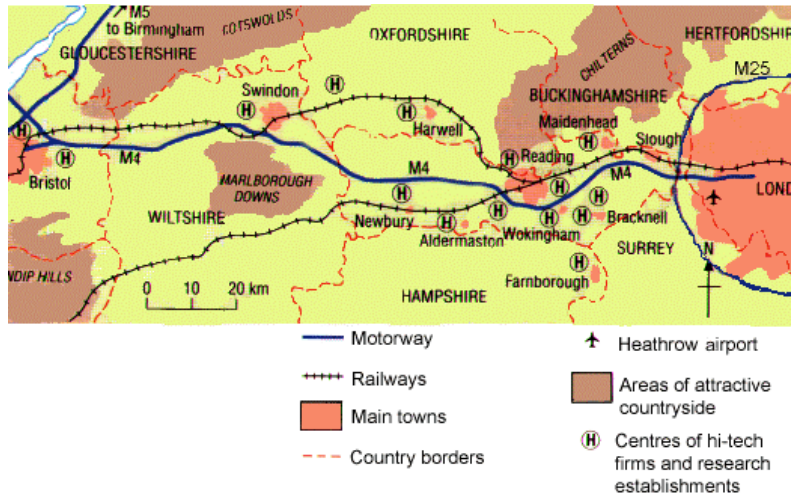 M5
to Birmingham
COTSWOLDS
OXFORDSHIRE
HERTFORDSHIRE
GLOUCESTERSHIRE
CHILTERNS
M25
Swindon
H
H
BUCKINGHAMSHIRE
Maidenhead
H
H
Harwell
H
Slough
H
Reading
H
M4
M4
M4
H
H
Bristol
MARLBOROUGH
DOWNS
H
H
LOND
WILTSHIRE
Newbury
H
H
H
H
H
Bracknell
Aldermaston
Wokingham
SURREY
N
NDIP HILLS
H
Farnborough
0 10 20 km
HAMPSHIRE
Motorway
Heathrow airport
Railways
Areas of attractive
countryside
Main towns
H
Centres of hi-tech
firms and research
establishments
Country borders